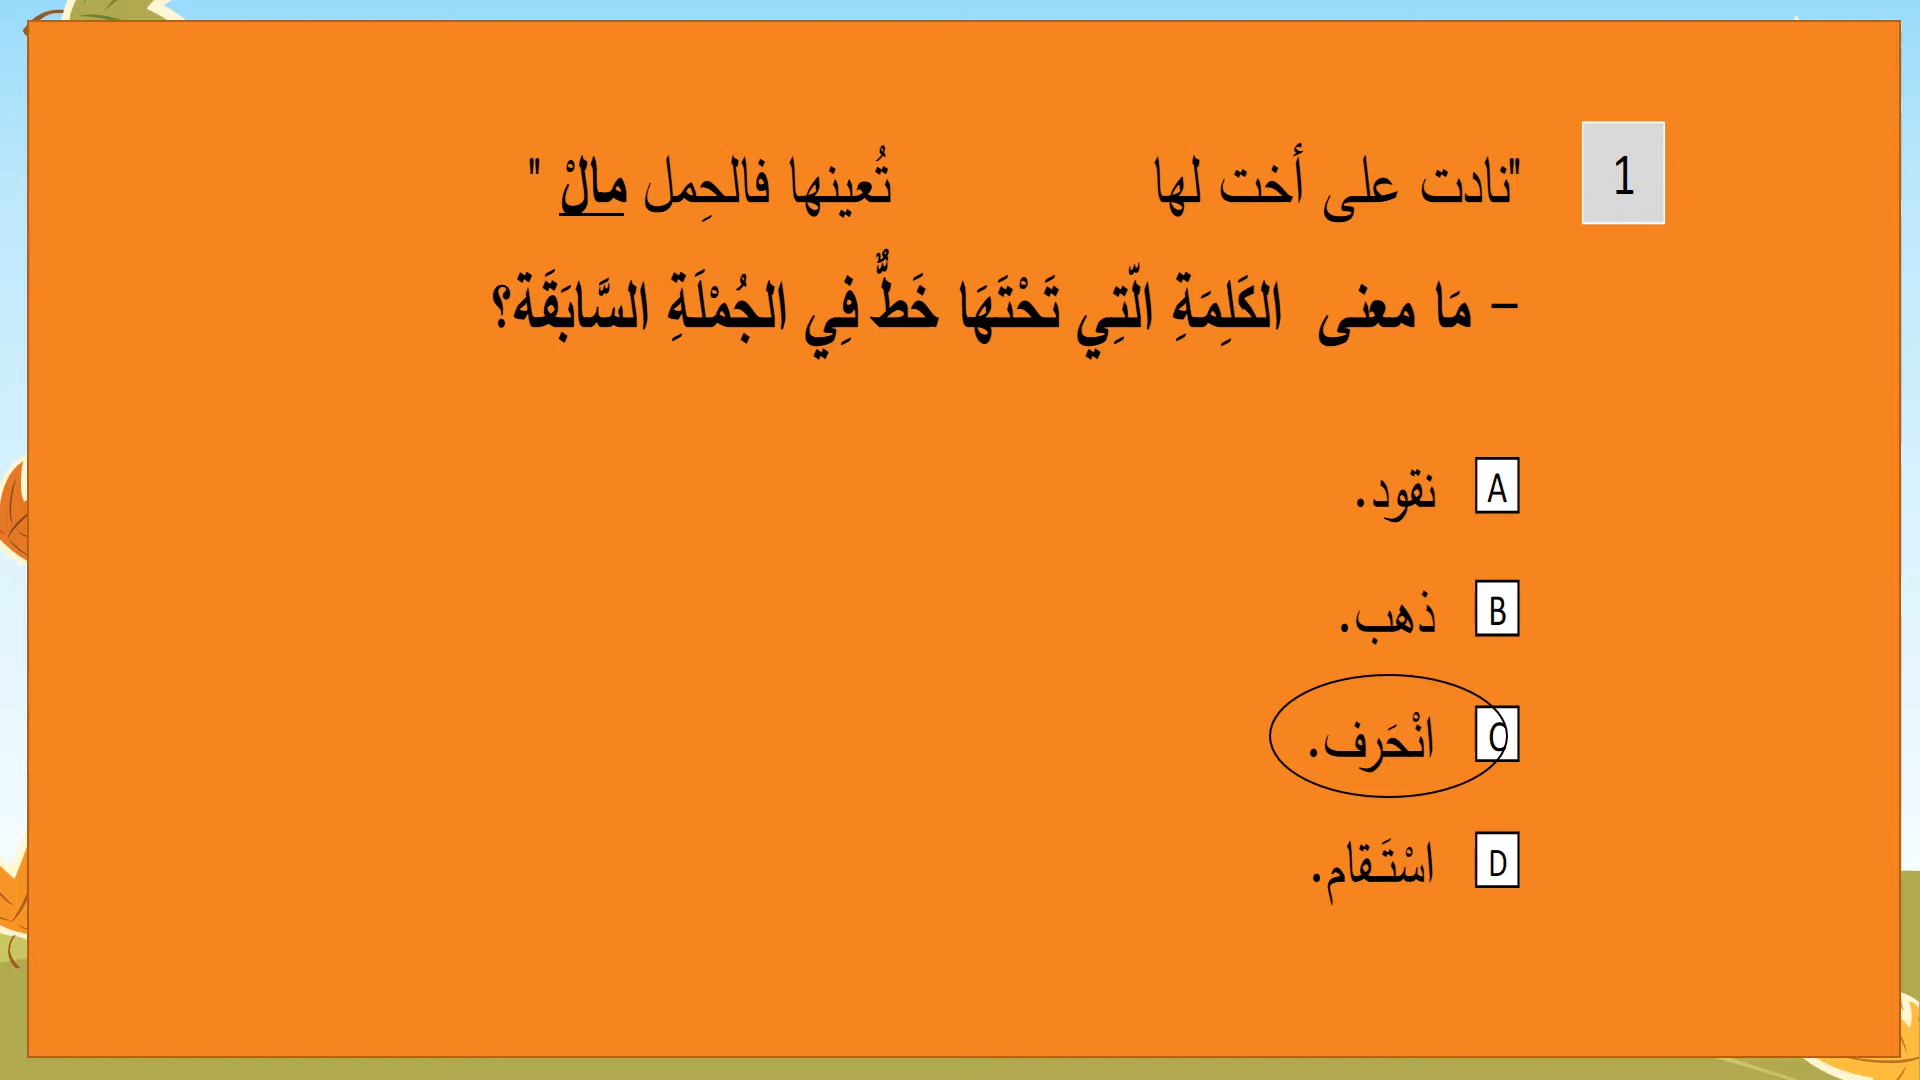 1 "نادت على أخت لها تُعينها فالحِمل مالْ "
– مَا معنى الكَلِمَةِ الّتِي تَحْتَهَا خَطٌّ فِي الجُمْلَةِ السَّابَقَة؟
A نقود.
B ذهب.
C انْحَرف.
D اسْتَـقام.